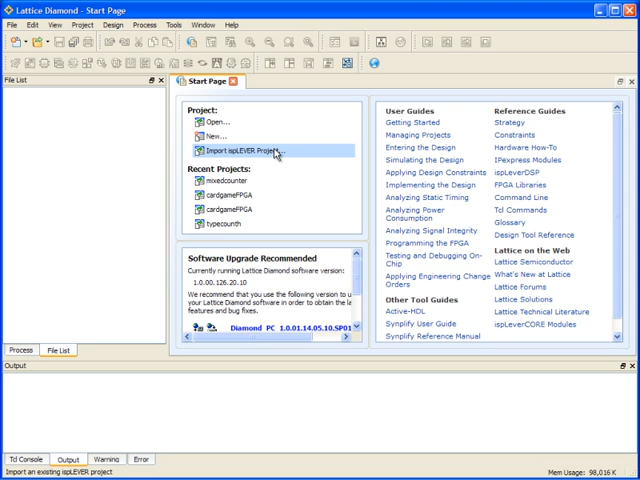 Lattice Diamond - Start Page
File Edit View Project Design Process Tools Window Help
File List
Start Page
Project:
Open...
New...
Import ispLEVER Project...
Recent Projects:
mixedcounter
cardgameFPGA
cardgameFPGA
typecounth
Software Upgrade Recommended
Currently running Lattice Diamond software version:
1.0.00.126.20.10
We recommend that you use the following version to u
your Lattice Diamond software in order to obtain the la
features and bug fixes.
Diamond_PC_1.0.01.14.05.10.SP01
User Guides
Getting Started
Managing Projects
Entering the Design
Simulating the Design
Applying Design Constraints
Implementing the Design
Analyzing Static Timing
Analyzing Power
Consumption
Analyzing Signal Integrity
Programming the FPGA
Testing and Debugging On-
Chip
Applying Engineering Change
Orders
Other Tool Guides
Active-HDL
Synplify User Guide
Synplify Reference Manual
Reference Guides
Strategy
Constraints
Hardware How-To
IPexpress Modules
ispLeverDSP
FPGA Libraries
Command Line
Tcl Commands
Glossary
Design Tool Reference
Lattice on the Web
Lattice Semiconductor
What's New at Lattice
Lattice Forums
Lattice Solutions
Lattice Technical Literature
ispLeverCORE Modules
Process File List
Output
Tcl Console Output Warning Error
Import an existing ispLEVER project
Mem Usage: 98,016 K